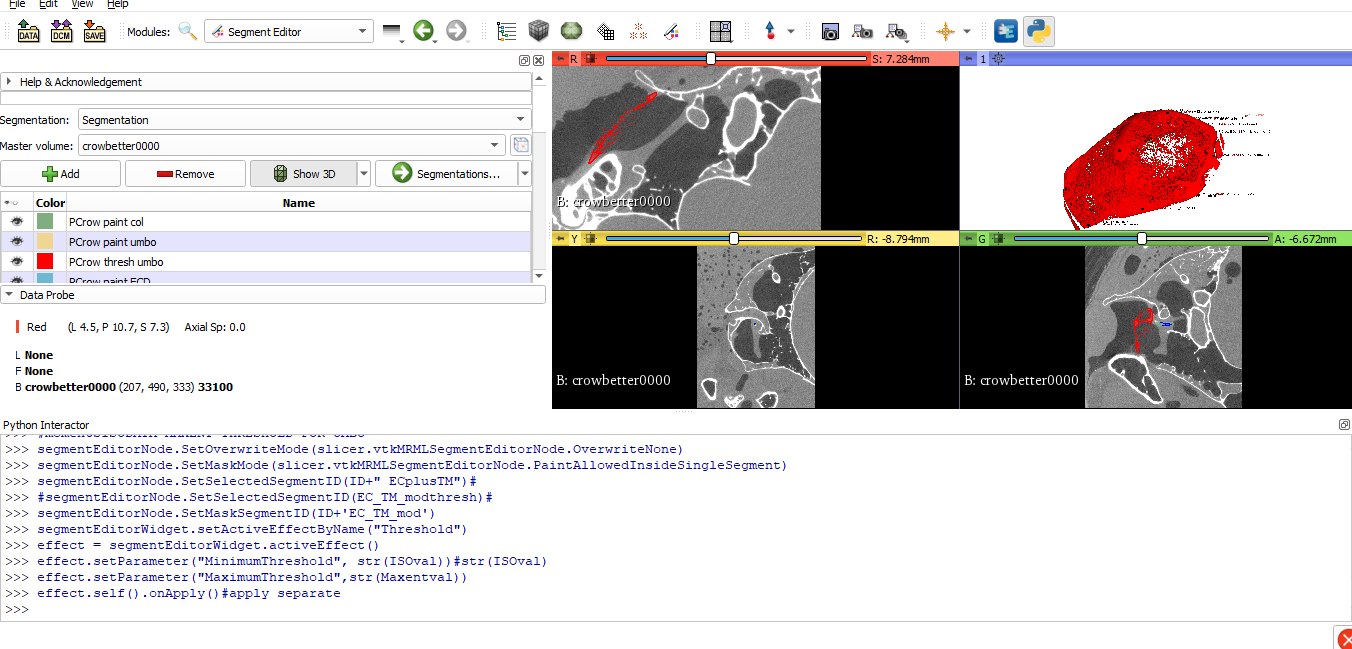 File Edit View Help
DATA DCM SAVE Modules: Segment Editor
R S: 7.284mm 1
Help & Acknowledgement
Segmentation: Segmentation
Master volume: crowbetter0000
Add Remove Show 3D Segmentations...
Color Name
PCrow paint col
PCrow paint umbo
PCrow thresh umbo
PCrow paint ECD
B: crowbetter0000
Y R: -8.794mm G A: -6.672mm
Data Probe
Red (L 4.5, P 10.7, S 7.3) Axial Sp: 0.0
L None
F None
B crowbetter0000 (207, 490, 333) 33100
B: crowbetter0000
B: crowbetter0000
Python Interactor
>>> segmentEditorNode.SetOverwriteMode(slicer.vtkMRMLSegmentEditorNode.OverwriteNone)
>>> segmentEditorNode.SetMaskMode(slicer.vtkMRMLSegmentEditorNode.PaintAllowedInsideSingleSegment)
>>> segmentEditorNode.SetSelectedSegmentID(ID+" ECplusTM")#
>>> #segmentEditorNode.SetSelectedSegmentID(EC_TM_modthresh)#
>>> segmentEditorNode.SetMaskSegmentID(ID+'EC_TM_mod')
>>> segmentEditorWidget.setActiveEffectByName("Threshold")
>>> effect = segmentEditorWidget.activeEffect()
>>> effect.setParameter("MinimumThreshold", str(ISOval))#str(ISOval)
>>> effect.setParameter("MaximumThreshold",str(Maxentval))
>>> effect.self().onApply()#apply separate
>>>